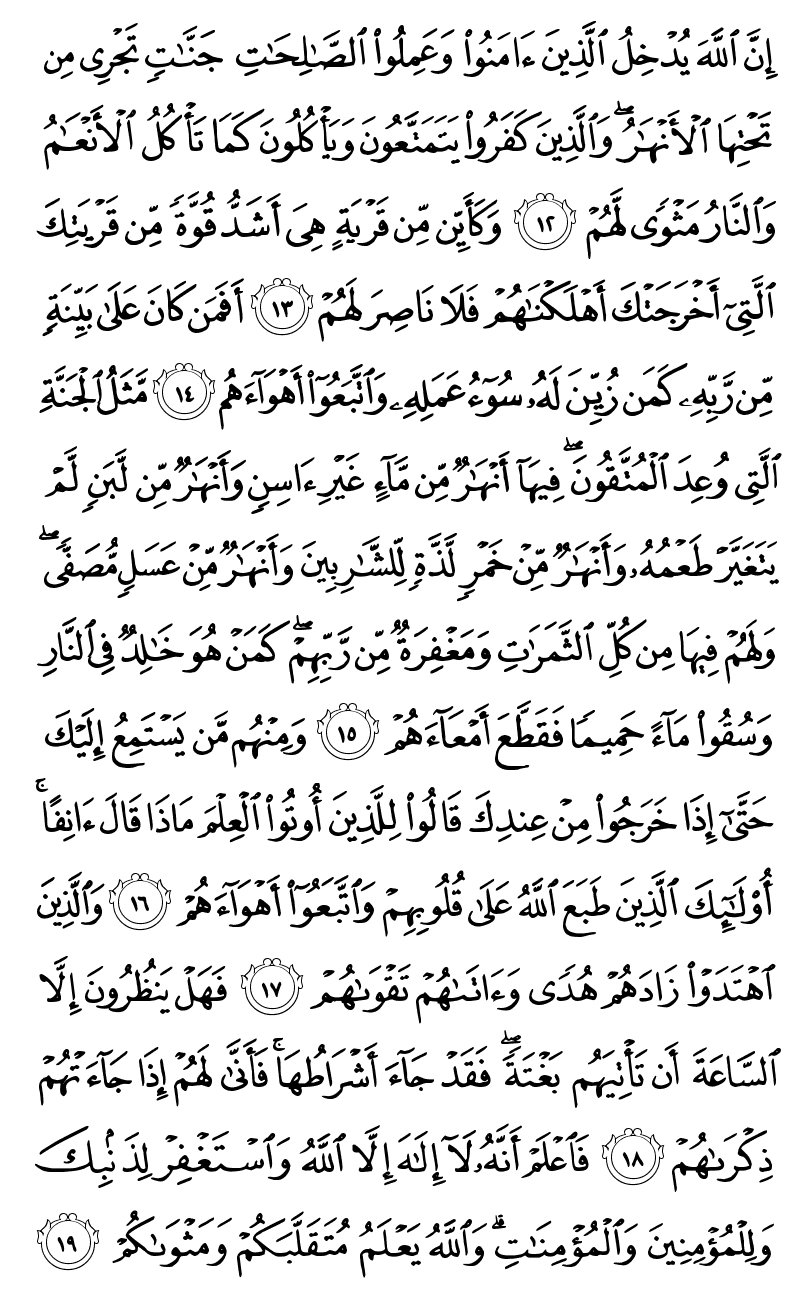 إِنَّ ٱللَّهَ يُدۡخِلُ ٱلَّذِينَ ءَامَنُواْ وَعَمِلُواْ ٱلصَّٰلِحَٰتِ جَنَّٰتٖ تَجۡرِي مِن
تَحۡتِهَا ٱلۡأَنۡهَٰرُۖ وَٱلَّذِينَ كَفَرُواْ يَتَمَتَّعُونَ وَيَأۡكُلُونَ كَمَا تَأۡكُلُ ٱلۡأَنۡعَٰمُ
وَٱلنَّارُ مَثۡوٗى لَّهُمۡ ١٢ وَكَأَيِّن مِّن قَرۡيَةٍ هِيَ أَشَدُّ قُوَّةٗ مِّن قَرۡيَتِكَ
ٱلَّتِيٓ أَخۡرَجَتۡكَ أَهۡلَكۡنَٰهُمۡ فَلَا نَاصِرَ لَهُمۡ ١٣ أَفَمَن كَانَ عَلَىٰ بَيِّنَةٖ
مِّن رَّبِّهِۦ كَمَن زُيِّنَ لَهُۥ سُوٓءُ عَمَلِهِۦ وَٱتَّبَعُوٓاْ أَهۡوَآءَهُم ١٤ مَّثَلُ ٱلۡجَنَّةِ
ٱلَّتِي وُعِدَ ٱلۡمُتَّقُونَۖ فِيهَآ أَنۡهَٰرٞ مِّن مَّآءٍ غَيۡرِ ءَاسِنٖ وَأَنۡهَٰرٞ مِّن لَّبَنٖ لَّمۡ
يَتَغَيَّرۡ طَعۡمُهُۥ وَأَنۡهَٰرٞ مِّنۡ خَمۡرٖ لَّذَّةٖ لِّلشَّٰرِبِينَ وَأَنۡهَٰرٞ مِّنۡ عَسَلٖ مُّصَفّٗىۖ
وَلَهُمۡ فِيهَا مِن كُلِّ ٱلثَّمَرَٰتِ وَمَغۡفِرَةٞ مِّن رَّبِّهِمۡۖ كَمَنۡ هُوَ خَٰلِدٞ فِي ٱلنَّارِ
وَسُقُواْ مَآءً حَمِيمٗا فَقَطَّعَ أَمۡعَآءَهُمۡ ١٥ وَمِنۡهُم مَّن يَسۡتَمِعُ إِلَيۡكَ
حَتَّىٰٓ إِذَا خَرَجُواْ مِنۡ عِندِكَ قَالُواْ لِلَّذِينَ أُوتُواْ ٱلۡعِلۡمَ مَاذَا قَالَ ءَانِفًاۚ
أُوْلَٰٓئِكَ ٱلَّذِينَ طَبَعَ ٱللَّهُ عَلَىٰ قُلُوبِهِمۡ وَٱتَّبَعُوٓاْ أَهۡوَآءَهُمۡ ١٦ وَٱلَّذِينَ
ٱهۡتَدَوۡاْ زَادَهُمۡ هُدٗى وَءَاتَىٰهُمۡ تَقۡوَىٰهُمۡ ١٧ فَهَلۡ يَنظُرُونَ إِلَّا
ٱلسَّاعَةَ أَن تَأۡتِيَهُم بَغۡتَةٗۖ فَقَدۡ جَآءَ أَشۡرَاطُهَاۚ فَأَنَّىٰ لَهُمۡ إِذَا جَآءَتۡهُمۡ
ذِكۡرَىٰهُمۡ ١٨ فَٱعۡلَمۡ أَنَّهُۥ لَآ إِلَٰهَ إِلَّا ٱللَّهُ وَٱسۡتَغۡفِرۡ لِذَنۢبِكَ
وَلِلۡمُؤۡمِنِينَ وَٱلۡمُؤۡمِنَٰتِۗ وَٱللَّهُ يَعۡلَمُ مُتَقَلَّبَكُمۡ وَمَثۡوَىٰكُمۡ ١٩